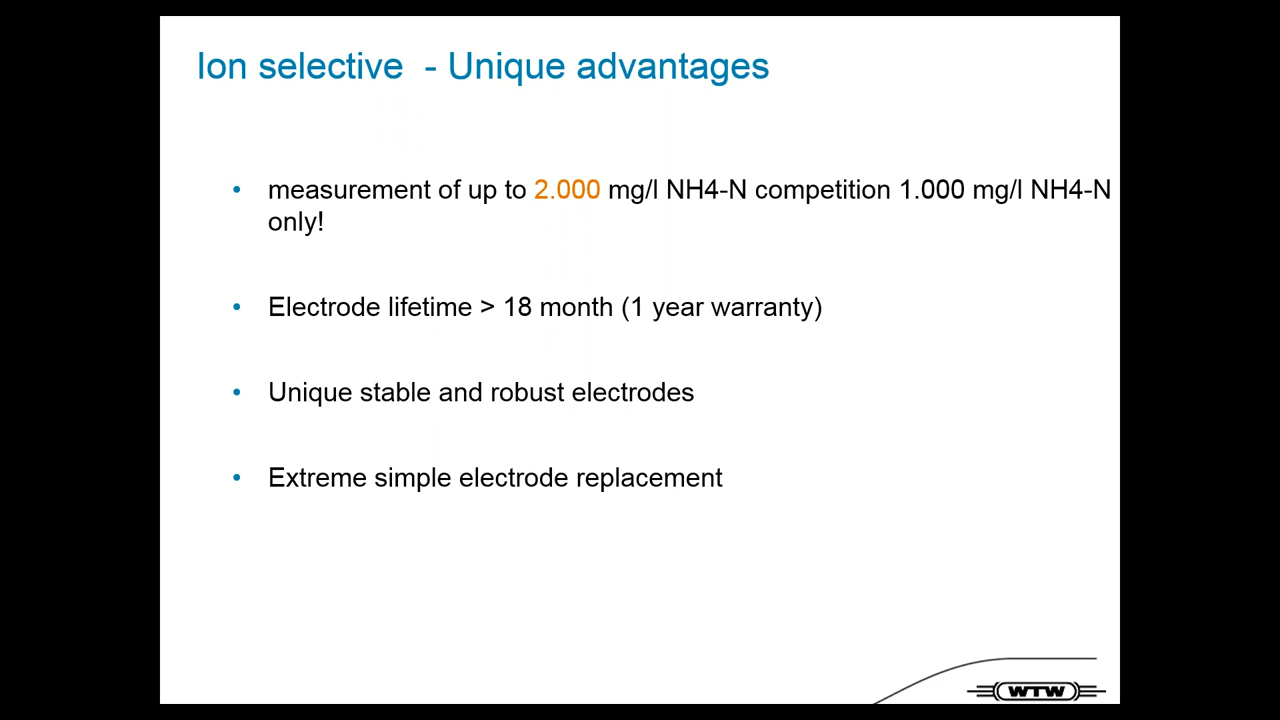 Ion selective - Unique advantages
• measurement of up to 2.000 mg/l NH4-N competition 1.000 mg/l NH4-N
only!
• Electrode lifetime > 18 month (1 year warranty)
• Unique stable and robust electrodes
• Extreme simple electrode replacement
WTW